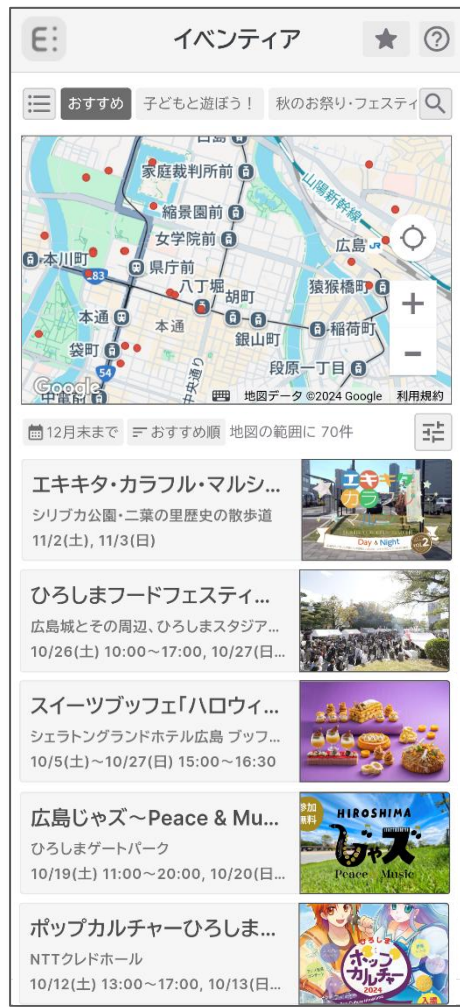 E:
イベンティア
おすすめ
子どもと遊ぼう！
秋のお祭り・フェスティ
白島
家庭裁判所前
山陽新幹線
縮景園前
女学院前
広島 JR
本川町
183
県庁前
八丁堀
胡町
猿猴橋町
本通
本通
銀山町
稲荷町
袋町
中央通り
段原一丁目
54
Google
地図データ ©2024 Google 利用規約
中電前
12月末まで
おすすめ順
地図の範囲に 70件
エキキタ・カラフル・マルシ...
シリブカ公園・二葉の里歴史の散歩道
11/2(土), 11/3(日)
エキキタ
カラ
Day & Night
vol.2
ひろしまフードフェスティ...
広島城とその周辺、ひろしまスタジア...
10/26(土) 10:00～17:00, 10/27(日...
スイーツブッフェ「ハロウィ...
シェラトングランドホテル広島 ブッフ...
10/5(土)～10/27(日) 15:00～16:30
広島じゃズ～Peace & Mu...
ひろしまゲートパーク
10/19(土) 11:00～20:00, 10/20(日...
参加
無料
HIROSHIMA
じゃズ
Peace Music
ポップカルチャーひろしま...
NTTクレドホール
10/12(土) 13:00～17:00, 10/13(日...
ひろしま
ポップ
カルチャー
2024
入場